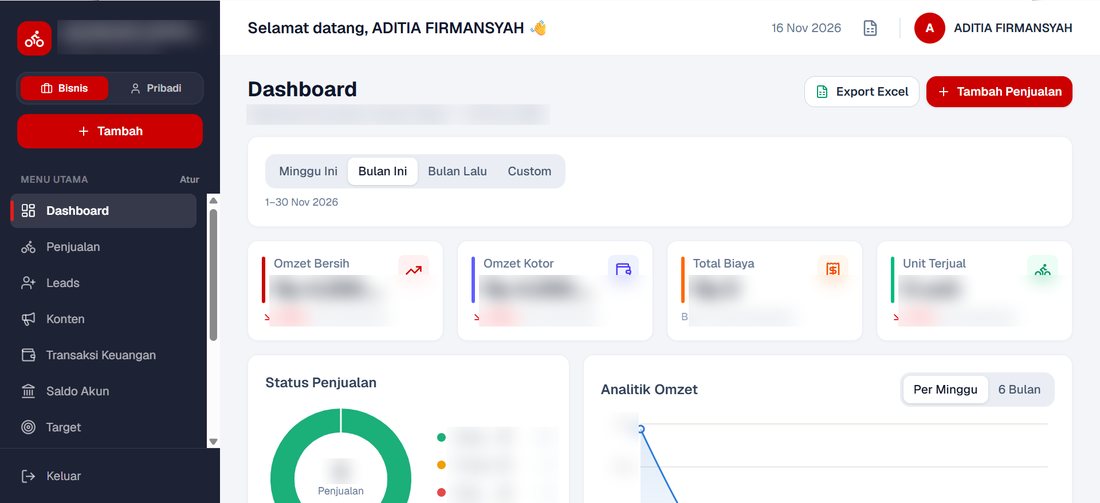 Selamat datang, ADITIA FIRMANSYAH 👋
16 Nov 2026
A
ADITIA FIRMANSYAH
Bisnis
Pribadi
+ Tambah
MENU UTAMA
Atur
Dashboard
Penjualan
Leads
Konten
Transaksi Keuangan
Saldo Akun
Target
Keluar
Dashboard
Export Excel
+ Tambah Penjualan
Minggu Ini
Bulan Ini
Bulan Lalu
Custom
1–30 Nov 2026
Omzet Bersih
Omzet Kotor
Total Biaya
B
Unit Terjual
Status Penjualan
Penjualan
Analitik Omzet
Per Minggu
6 Bulan